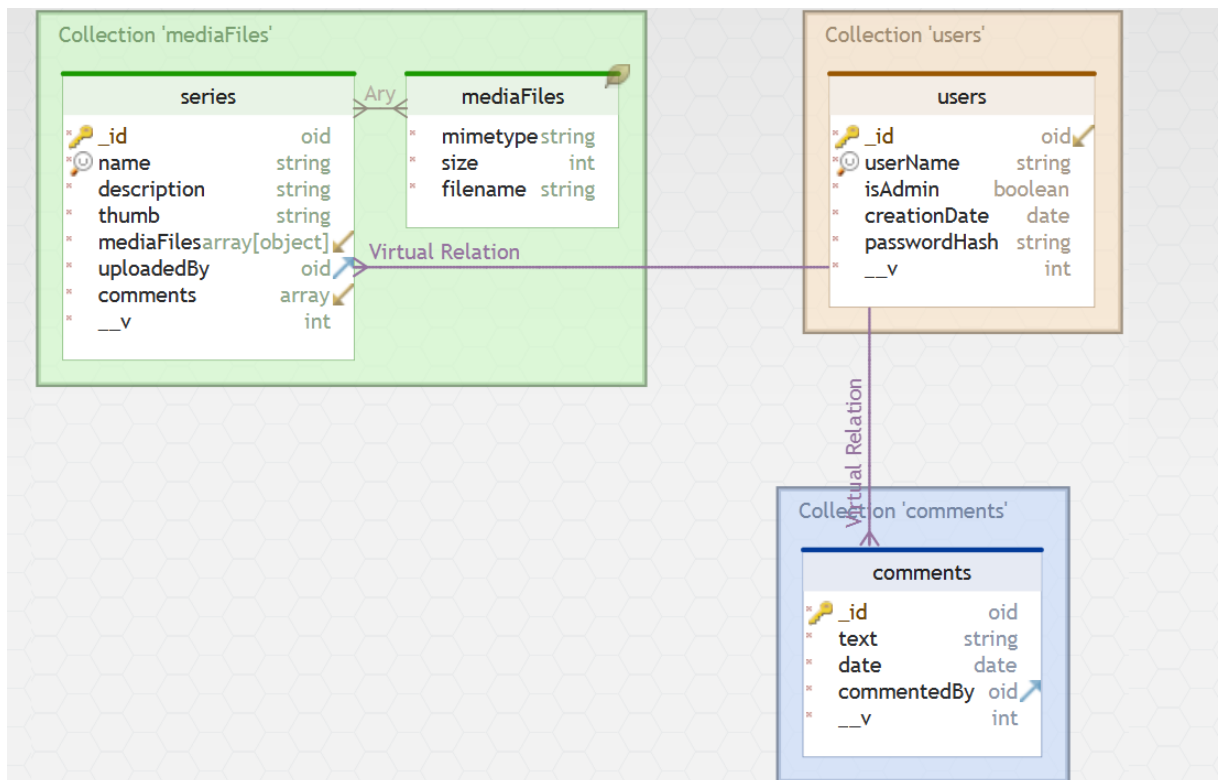 Collection 'mediaFiles'
series
_id oid
name string
description string
thumb string
mediaFiles array[object]
uploadedBy oid
comments array
__v int
Ary
mediaFiles
mimetype string
size int
filename string
Virtual Relation
Collection 'users'
users
_id oid
userName string
isAdmin boolean
creationDate date
passwordHash string
__v int
Virtual Relation
Collection 'comments'
comments
_id oid
text string
date date
commentedBy oid
__v int